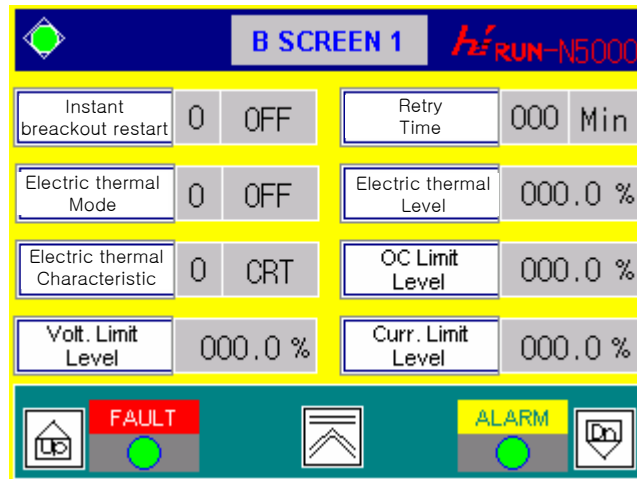 B SCREEN 1
hi RUN-N5000
Instant
breackout restart
0
OFF
Retry
Time
000
Min
Electric thermal
Mode
0
OFF
Electric thermal
Level
000.0 %
Electric thermal
Characteristic
0
CRT
OC Limit
Level
000.0 %
Volt. Limit
Level
000.0 %
Curr. Limit
Level
000.0 %
UP
FAULT
ALARM
Dn